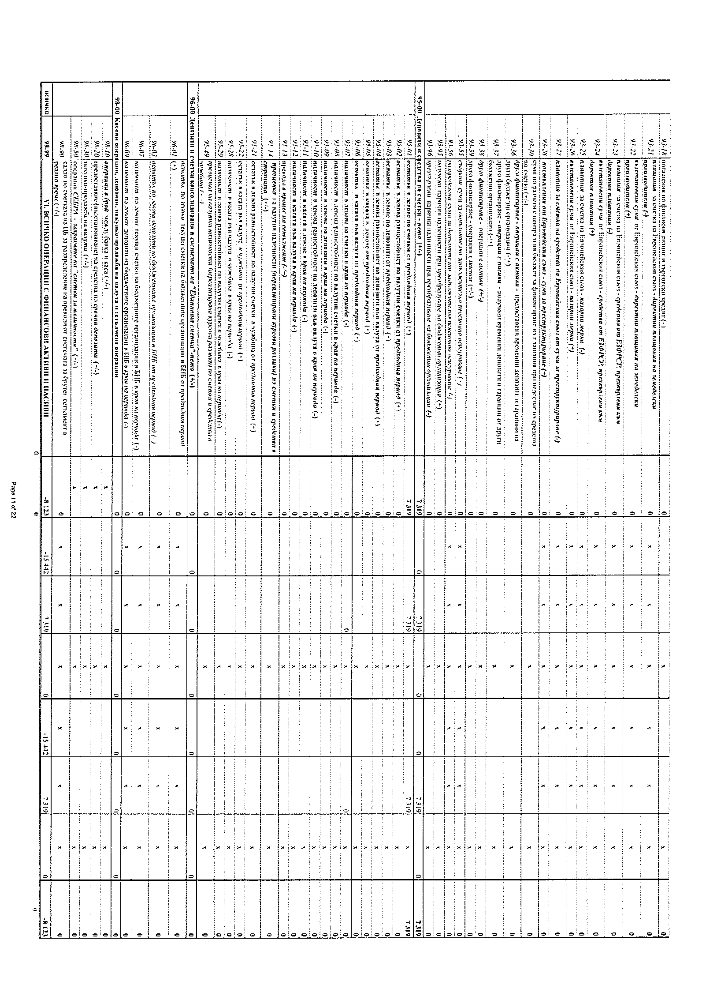 93-18 погашения по финансов лизинг и търговски кредит (-) 0 x x 0
93-21 плащания за сметка на Европейския съюз - директни плащания на земеделски
производители (-) 0 x x x x x x 0
93-22 възстановени суми от Европейския съюз - директни плащания на земеделски
производители (+) 0 x x x x x x 0
93-23 плащания за сметка на Европейския съюз - средства от ЕЗФРСР, прехвърлени към
директни плащания (-) 0 x x x x x x 0
93-24 възстановени суми от Европейския съюз - средства от ЕЗФРСР, прехвърлени към
директни плащания (+) 0 x x x x x x 0
93-25 плащания за сметка на Европейския съюз - пазарни мерки (-) 0 x x x x x x 0
93-26 възстановени суми от Европейския съюз - пазарни мерки (+) 0 x x x x x x 0
93-27 плащания за сметка на средства на Европейския съюз от суми за преструктуриране (-) 0 x x x x x x 0
93-28 постъпления от Европейския съюз - суми за преструктуриране (+) 0 x x x x x x 0
93-30 суми по разчети с централния бюджет за финансиране на плащания при недостиг на средства
по сметки (+/-) 0 x x 0
93-36 друго финансиране - операции с активи - предоставени временни депозити и гаранции на
други бюджетни организации (-/+) 0 x x 0
93-37 друго финансиране - операции с пасиви - получени временни депозити и гаранции от други
бюджетни организации (-/+) 0 x x 0
93-38 друго финансиране - операции с активи (+/-) 0 x x 0
93-39 друго финансиране - операции с пасиви (+/-) 0 x x 0
93-55 събрани суми за допълнително задължително пенсионно осигуряване (+) 0 x x x x x x 0
93-56 разпределени суми за допълнително задължително пенсионно осигуряване (-) 0 x x x x x x 0
93-95 получени парични наличности при преобразуване на бюджетни организации (+) 0 x x 0
93-96 прехвърлени парични наличности при преобразуване на бюджетни организации (-) 0 x x 0
95-00 Депозити и средства по сметки - нето (+/-) 7 319 0 7 319 0 0 7 319 0 7 319
95-01 остатък в левове по сметки от предходния период (+) 7 319 7 319 x 7 319 x 7 319
95-02 остатък в левова равностойност по валутни сметки от предходния период (+) 0 x x 0
95-03 остатък в левове по депозити от предходния период (+) 0 x x 0
95-04 остатък в левова равностойност по депозити във валута от предходния период (+) 0 x x 0
95-05 остатък в касата в левове от предходния период (+) 0 x x 0
95-06 остатък в касата във валута от предходния период (+) 0 x x 0
95-07 наличност в левове по сметки в края на периода (-) 0 0 x 0 x 0
95-08 наличност в левова равностойност по валутни сметки в края на периода (-) 0 x x 0
95-09 наличност в левове по депозити в края на периода (-) 0 x x 0
95-10 наличност в левова равностойност по депозити във валута в края на периода (-) 0 x x 0
95-11 наличност в касата в левове в края на периода (-) 0 x x 0
95-12 наличност в касата във валута в края на периода (-) 0 x x 0
95-13 преводи в процес на сетълмент (-/+) 0 x x 0
95-14 преоценка на валутни наличности (нереализирани курсови разлики) по сметки и средства в
страната (+/-) 0 x x 0
95-21 остатък в левова равностойност по валутни сметки в чужбина от предходния период (+) 0 x x 0
95-22 остатък в касата във валута в чужбина от предходния период (+) 0 x x 0
95-28 наличност в касата във валута в чужбина в края на периода (-) 0 x x 0
95-29 наличност в левова равностойност по валутни сметки в чужбина в края на периода (-) 0 x x 0
95-49 преоценка на валутни наличности (нереализирани курсови разлики) по сметки и средства в
чужбина (+/-) 0 x x 0
96-00 Депозити и сметки консолидирани в системата на "Единната сметка"-нето (+/-) 0 0 0 0 0 0 0 0
96-01 остатък по левови текущи сметки на бюджетните организации в БНБ от предходния период
(+) 0 x x x x x x 0
96-03 остатък по левови депозити на бюджетните организации в БНБ от предходния период (+) 0 x x x x x x 0
96-07 наличност по левови текущи сметки на бюджетните организации в БНБ в края на периода (-) 0 x x x x x x 0
96-09 наличност по левови депозити на бюджетните организации в БНБ в края на периода (-) 0 x x x x x x 0
98-00 Касови операции, депозити, покупко-продажба на валута и сетълмент операции 0 0 0 0 0 0 0 0
98-10 операции в брой между банка и каса (+/-) x x x 0
98-20 предоставяне (възстановяване) на средства по срочни депозити (+/-) x x x 0
98-30 покупко-продажба на валута (+/-) x x x 0
98-50 операции СЕБРА - захранване на "сметки за наличности" (+/-) x x x 0
98-90 салдо по сметката на ЦБ за разпределение на преводи от системата за брутен сетълмент в
реално време (+/-) 0 x x x x x x 0
всичко 99-99 VI. ВСИЧКО ОПЕРАЦИИ С ФИНАНСОВИ АКТИВИ И ПАСИВИ -8 123 -15 442 7 319 0 -15 442 7 319 0 -8 123
0 0 0
Page 11 of 22